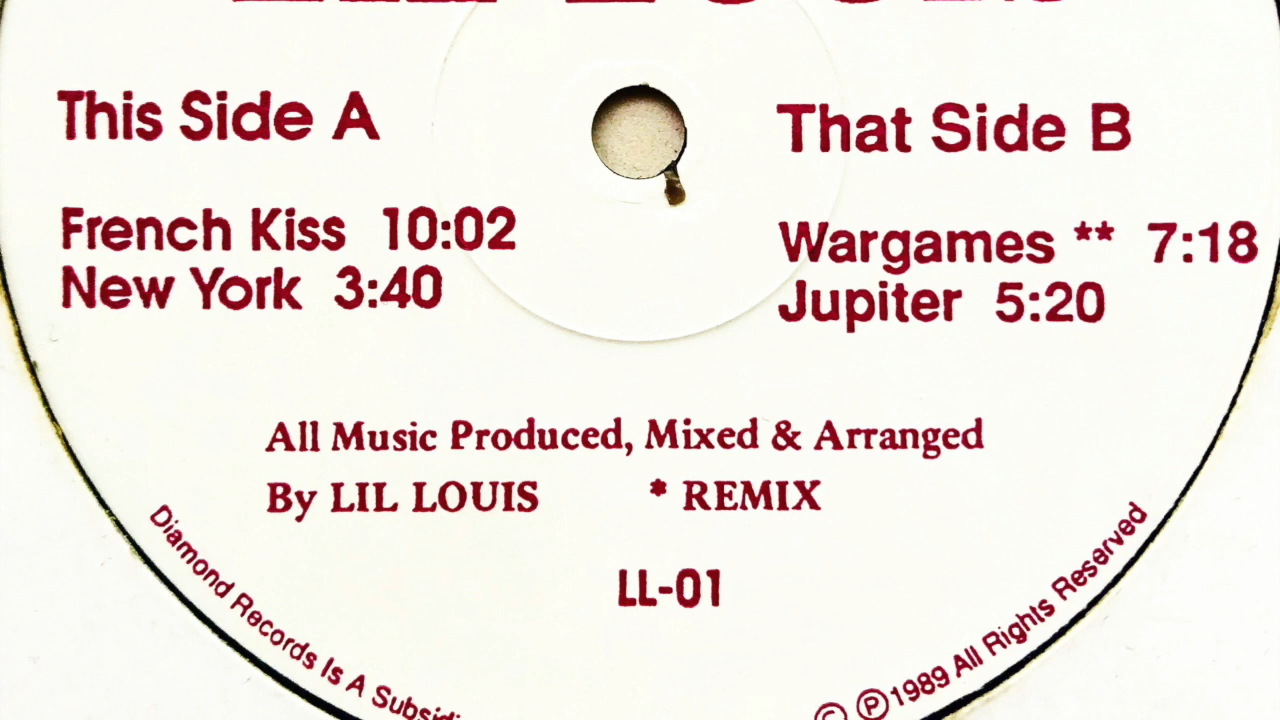 This Side A
French Kiss 10:02
New York 3:40
That Side B
Wargames ** 7:18
Jupiter 5:20
All Music Produced, Mixed & Arranged
By LIL LOUIS * REMIX
LL-01
Diamond Records Is A
© ℗ 1989 All Rights Reserved